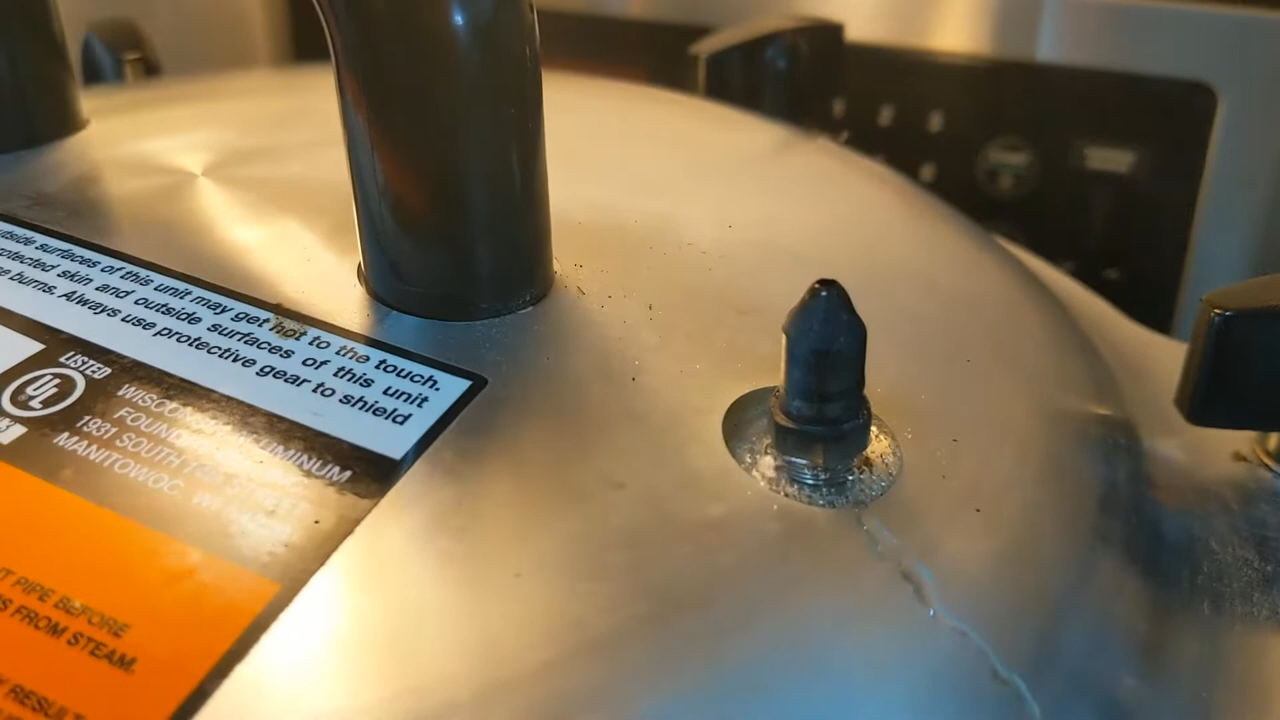 outside surfaces of this unit may get hot to the touch.
protected skin and outside surfaces of this unit
burns. Always use protective gear to shield
LISTED
UL
WISCONSIN ALUMINUM
FOUNDRY
1931 SOUTH
MANITOWOC,
PIPE BEFORE
FROM STEAM.
RESULT